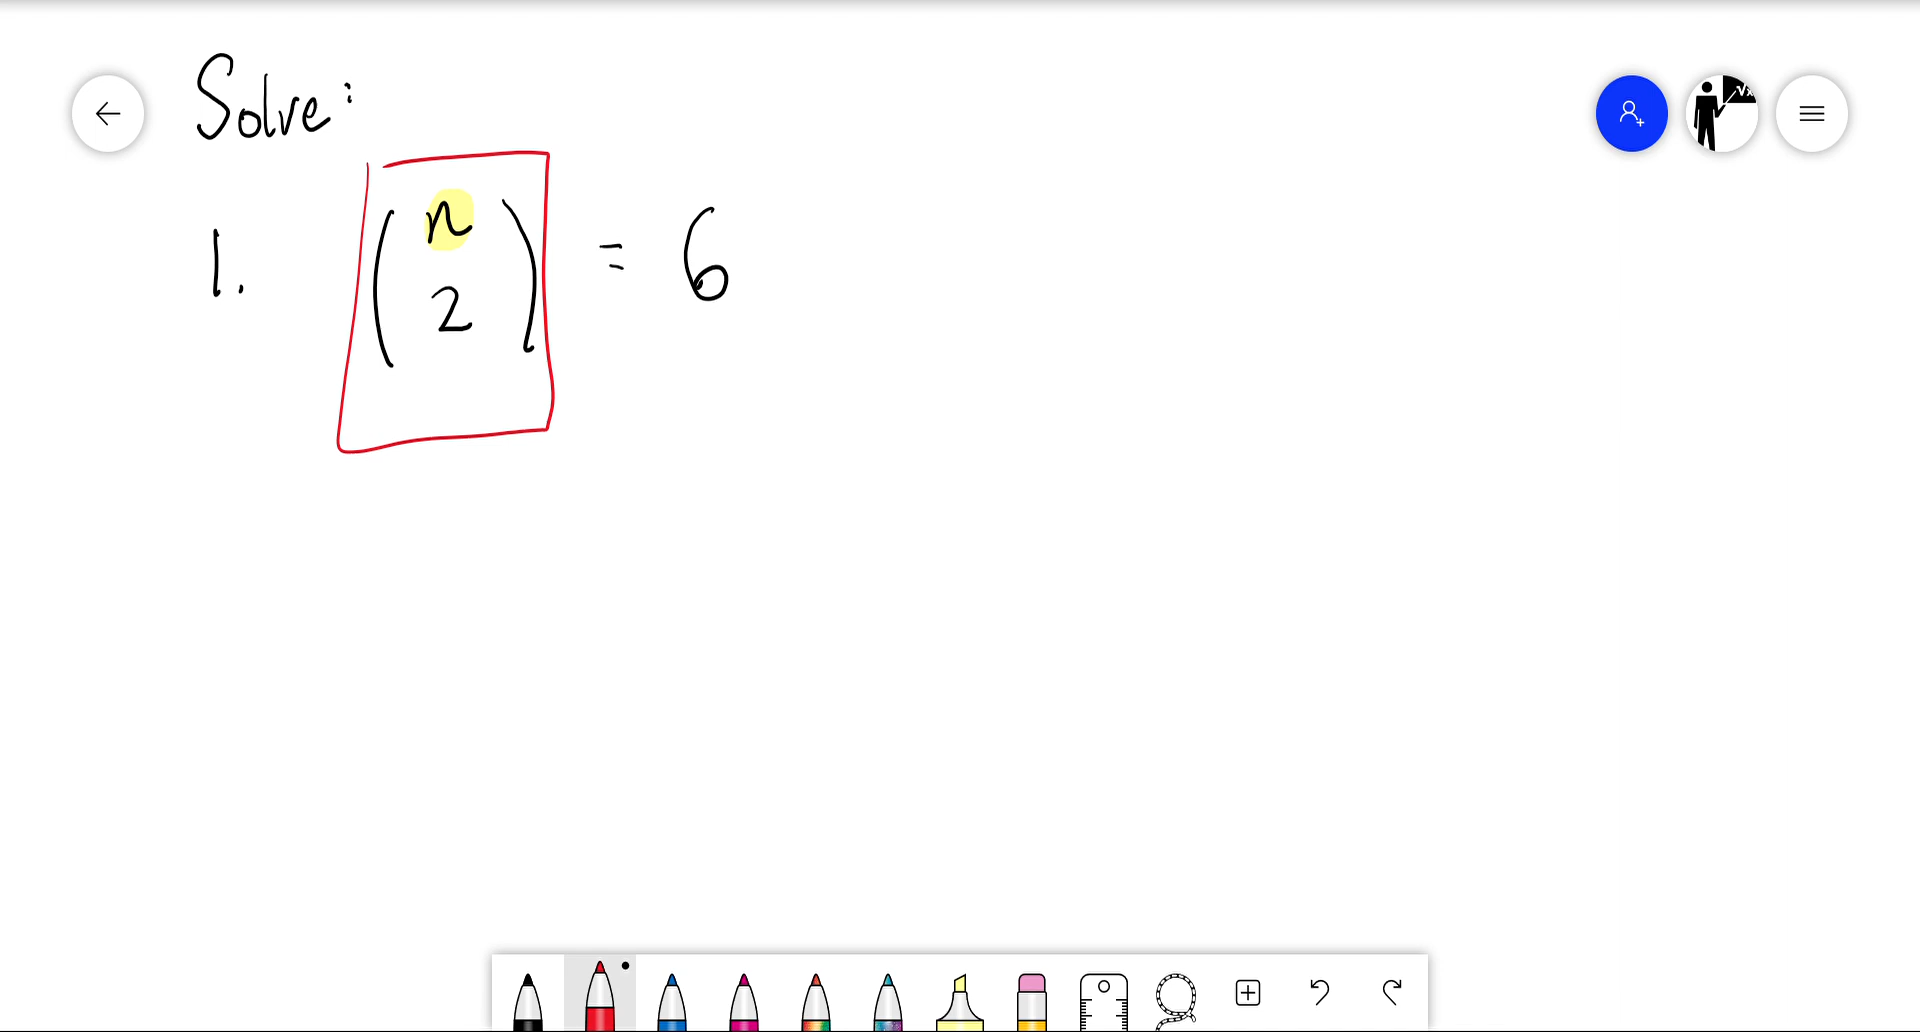 Solve:
1. (n 2) = 6
√x